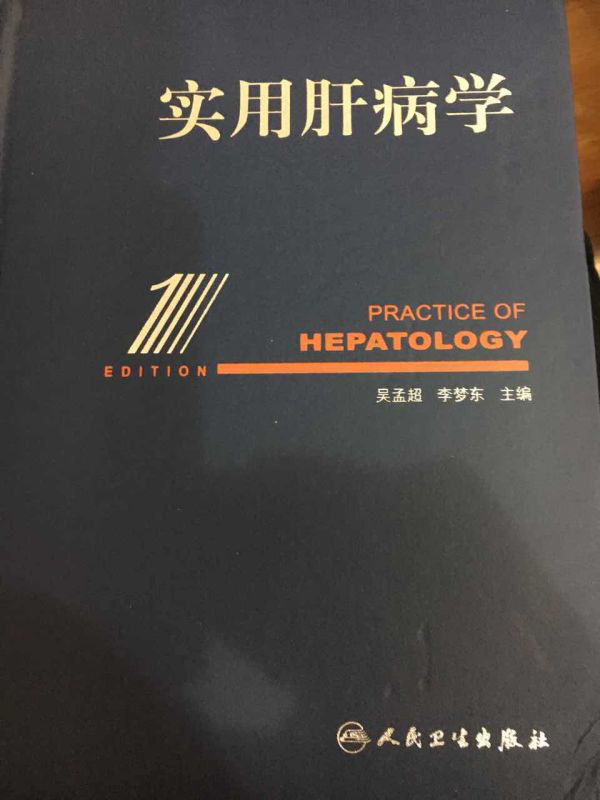 实用肝病学
1
EDITION
PRACTICE OF
HEPATOLOGY
吴孟超 李梦东 主编
人民卫生出版社